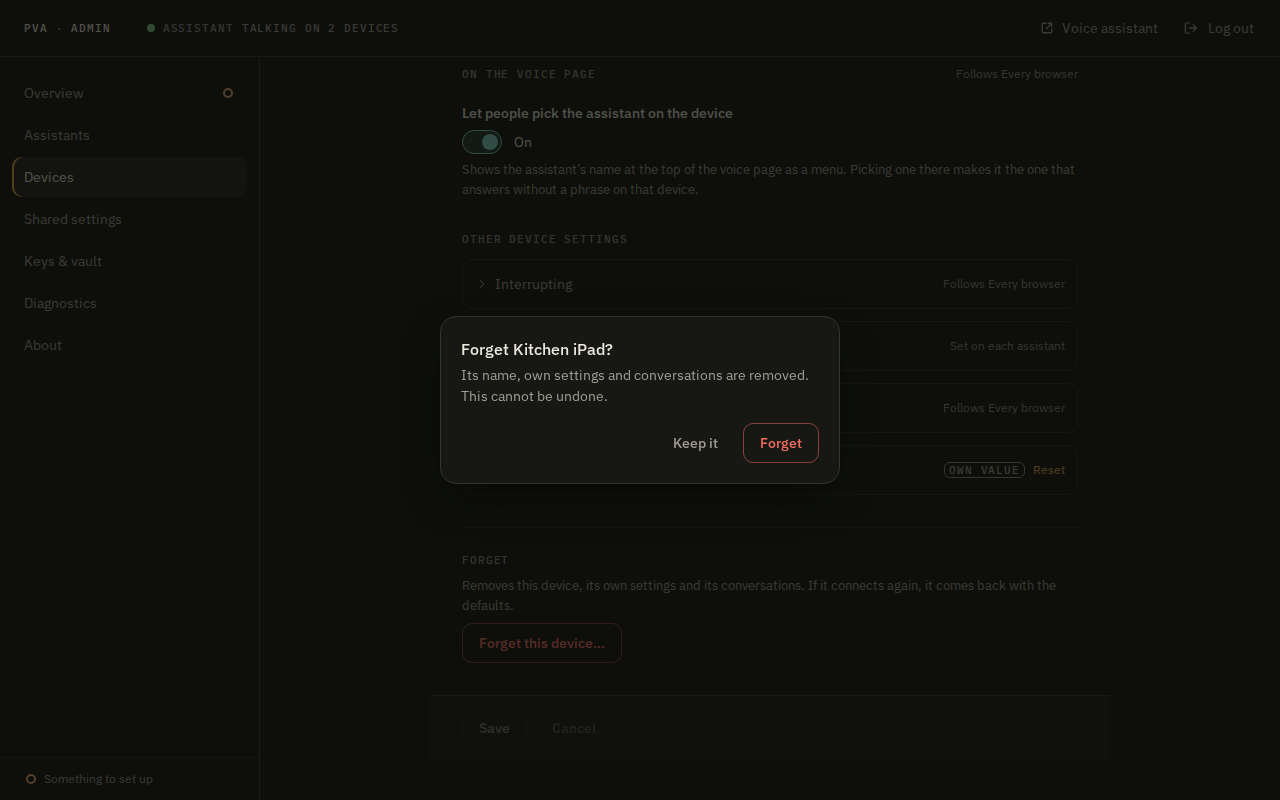 PVA · ADMIN
ASSISTANT TALKING ON 2 DEVICES
Voice assistant
Log out
Overview
Assistants
Devices
Shared settings
Keys & vault
Diagnostics
About
Something to set up
ON THE VOICE PAGE
Follows Every browser
Let people pick the assistant on the device
On
Shows the assistant's name at the top of the voice page as a menu. Picking one there makes it the one that
answers without a phrase on that device.
OTHER DEVICE SETTINGS
Interrupting
Follows Every browser
Set on each assistant
Follows Every browser
OWN VALUE
Reset
Forget Kitchen iPad?
Its name, own settings and conversations are removed.
This cannot be undone.
Keep it
Forget
FORGET
Removes this device, its own settings and its conversations. If it connects again, it comes back with the
defaults.
Forget this device…
Save
Cancel